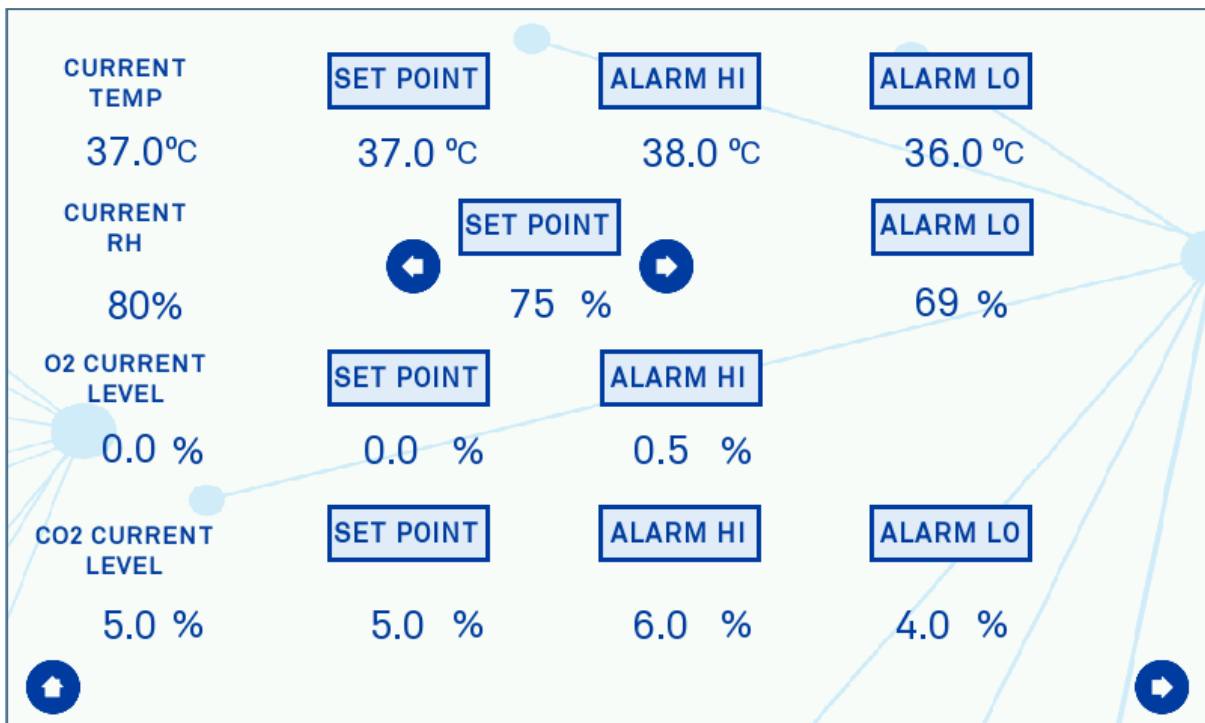 CURRENT
TEMP
SET POINT
ALARM HI
ALARM LO
37.0ºC
37.0 ºC
38.0 ºC
36.0 ºC
CURRENT
RH
SET POINT
ALARM LO
80%
75 %
69 %
O2 CURRENT
LEVEL
SET POINT
ALARM HI
0.0 %
0.0 %
0.5 %
CO2 CURRENT
LEVEL
SET POINT
ALARM HI
ALARM LO
5.0 %
5.0 %
6.0 %
4.0 %